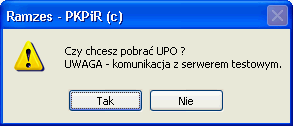 Ramzes - PKPiR (c)
Czy chcesz pobrać UPO ?
UWAGA - komunikacja z serwerem testowym.
Tak
Nie